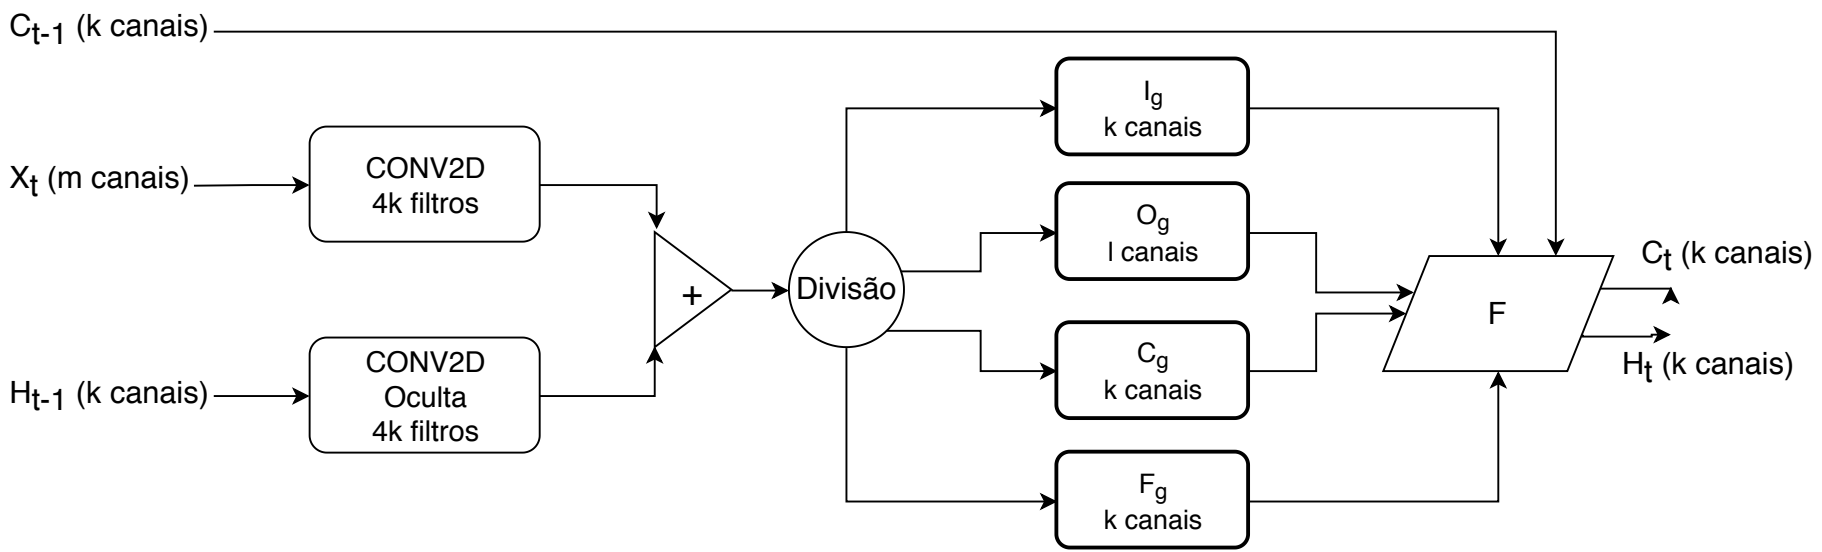 Ct-1 (k canais)
Xt (m canais)
Ht-1 (k canais)
CONV2D
4k filtros
CONV2D
Oculta
4k filtros
+
Divisão
Ig
k canais
Og
l canais
Cg
k canais
Fg
k canais
F
Ct (k canais)
Ht (k canais)